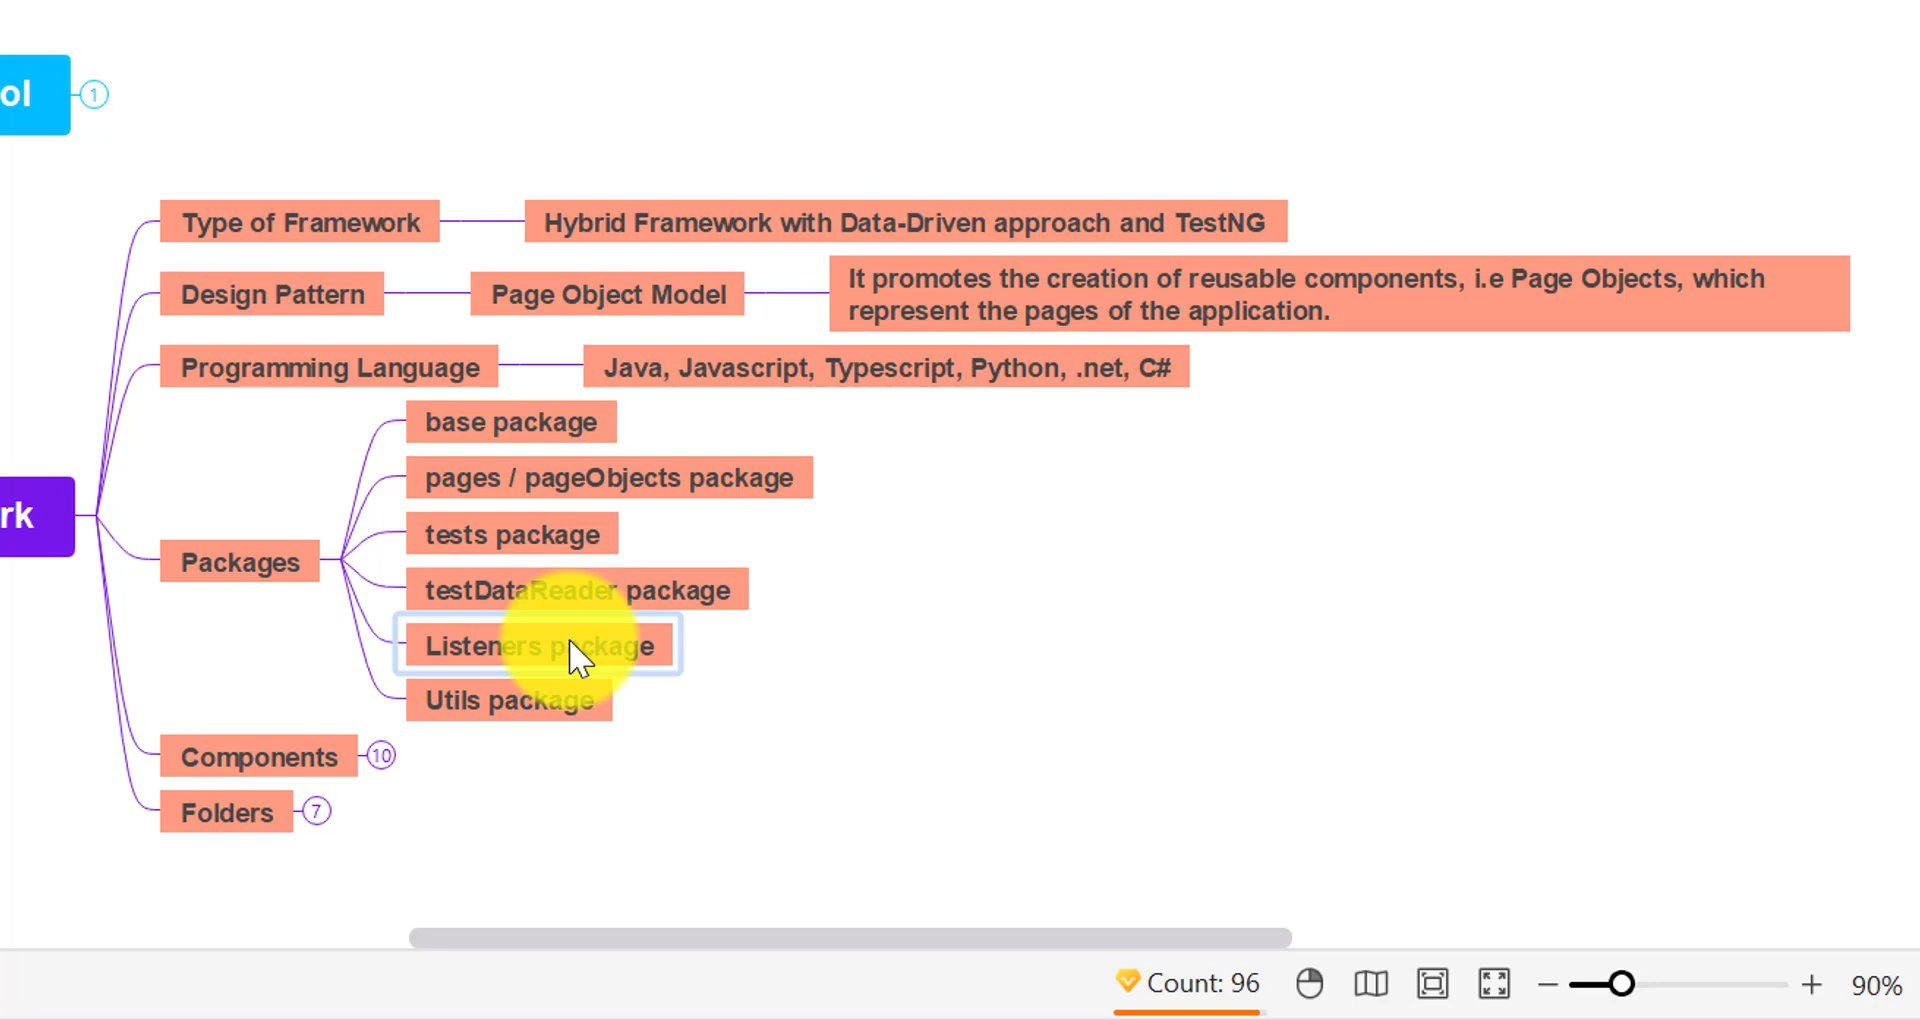 ol
1
Type of Framework
Hybrid Framework with Data-Driven approach and TestNG
Design Pattern
Page Object Model
It promotes the creation of reusable components, i.e Page Objects, which
represent the pages of the application.
Programming Language
Java, Javascript, Typescript, Python, .net, C#
rk
Packages
base package
pages / pageObjects package
tests package
testDataReader package
Listeners package
Utils package
Components
10
Folders
7
Count: 96
90%